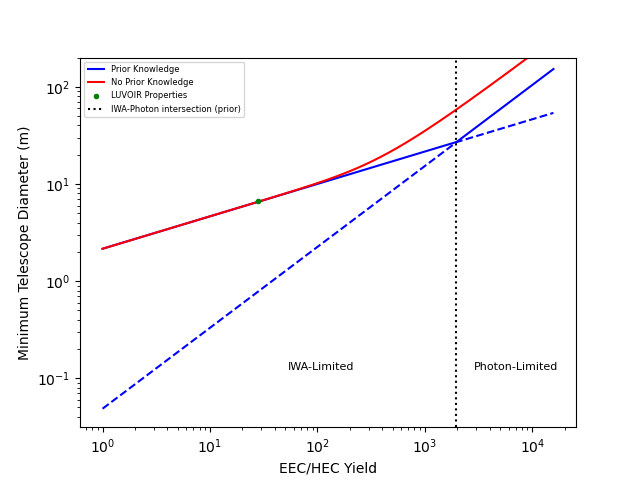 Prior Knowledge
No Prior Knowledge
LUVOIR Properties
IWA-Photon intersection (prior)
10²
10¹
10⁰
10⁻¹
Minimum Telescope Diameter (m)
IWA-Limited
Photon-Limited
10⁰ 10¹ 10² 10³ 10⁴
EEC/HEC Yield